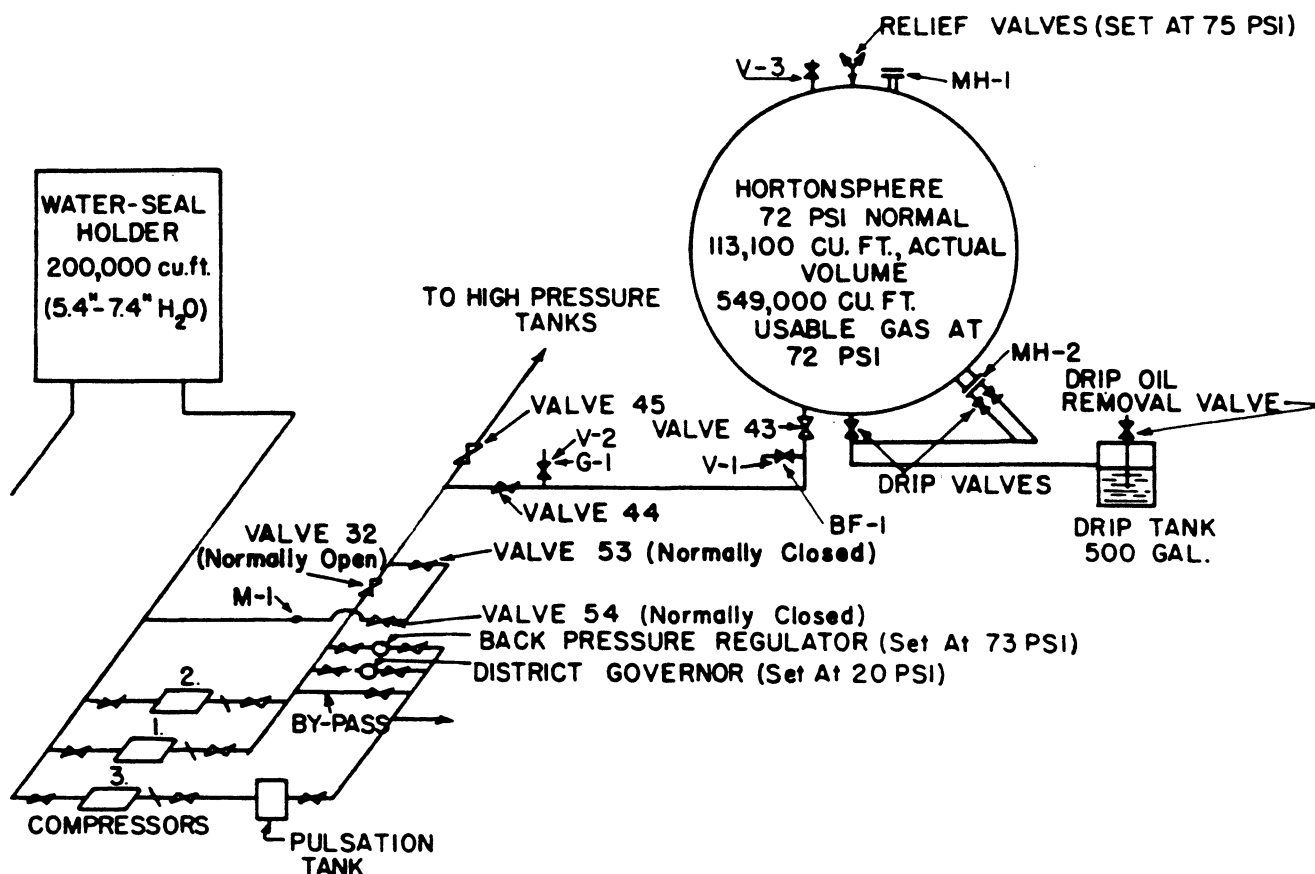 RELIEF VALVES (SET AT 75 PSI)
V-3
MH-1
WATER-SEAL
HOLDER
200,000 cu.ft.
(5.4"-7.4" H2O)
HORTONSPHERE
72 PSI NORMAL
113,100 CU. FT., ACTUAL
VOLUME
549,000 CU. FT.
USABLE GAS AT
72 PSI
TO HIGH PRESSURE
TANKS
MH-2
DRIP OIL
REMOVAL VALVE
VALVE 45
VALVE 43
V-2
G-1
V-1
DRIP VALVES
VALVE 44
BF-1
DRIP TANK
500 GAL.
VALVE 32
(Normally Open)
VALVE 53 (Normally Closed)
M-1
VALVE 54 (Normally Closed)
BACK PRESSURE REGULATOR (Set At 73 PSI)
DISTRICT GOVERNOR (Set At 20 PSI)
2.
BY-PASS
1.
3.
COMPRESSORS
PULSATION
TANK